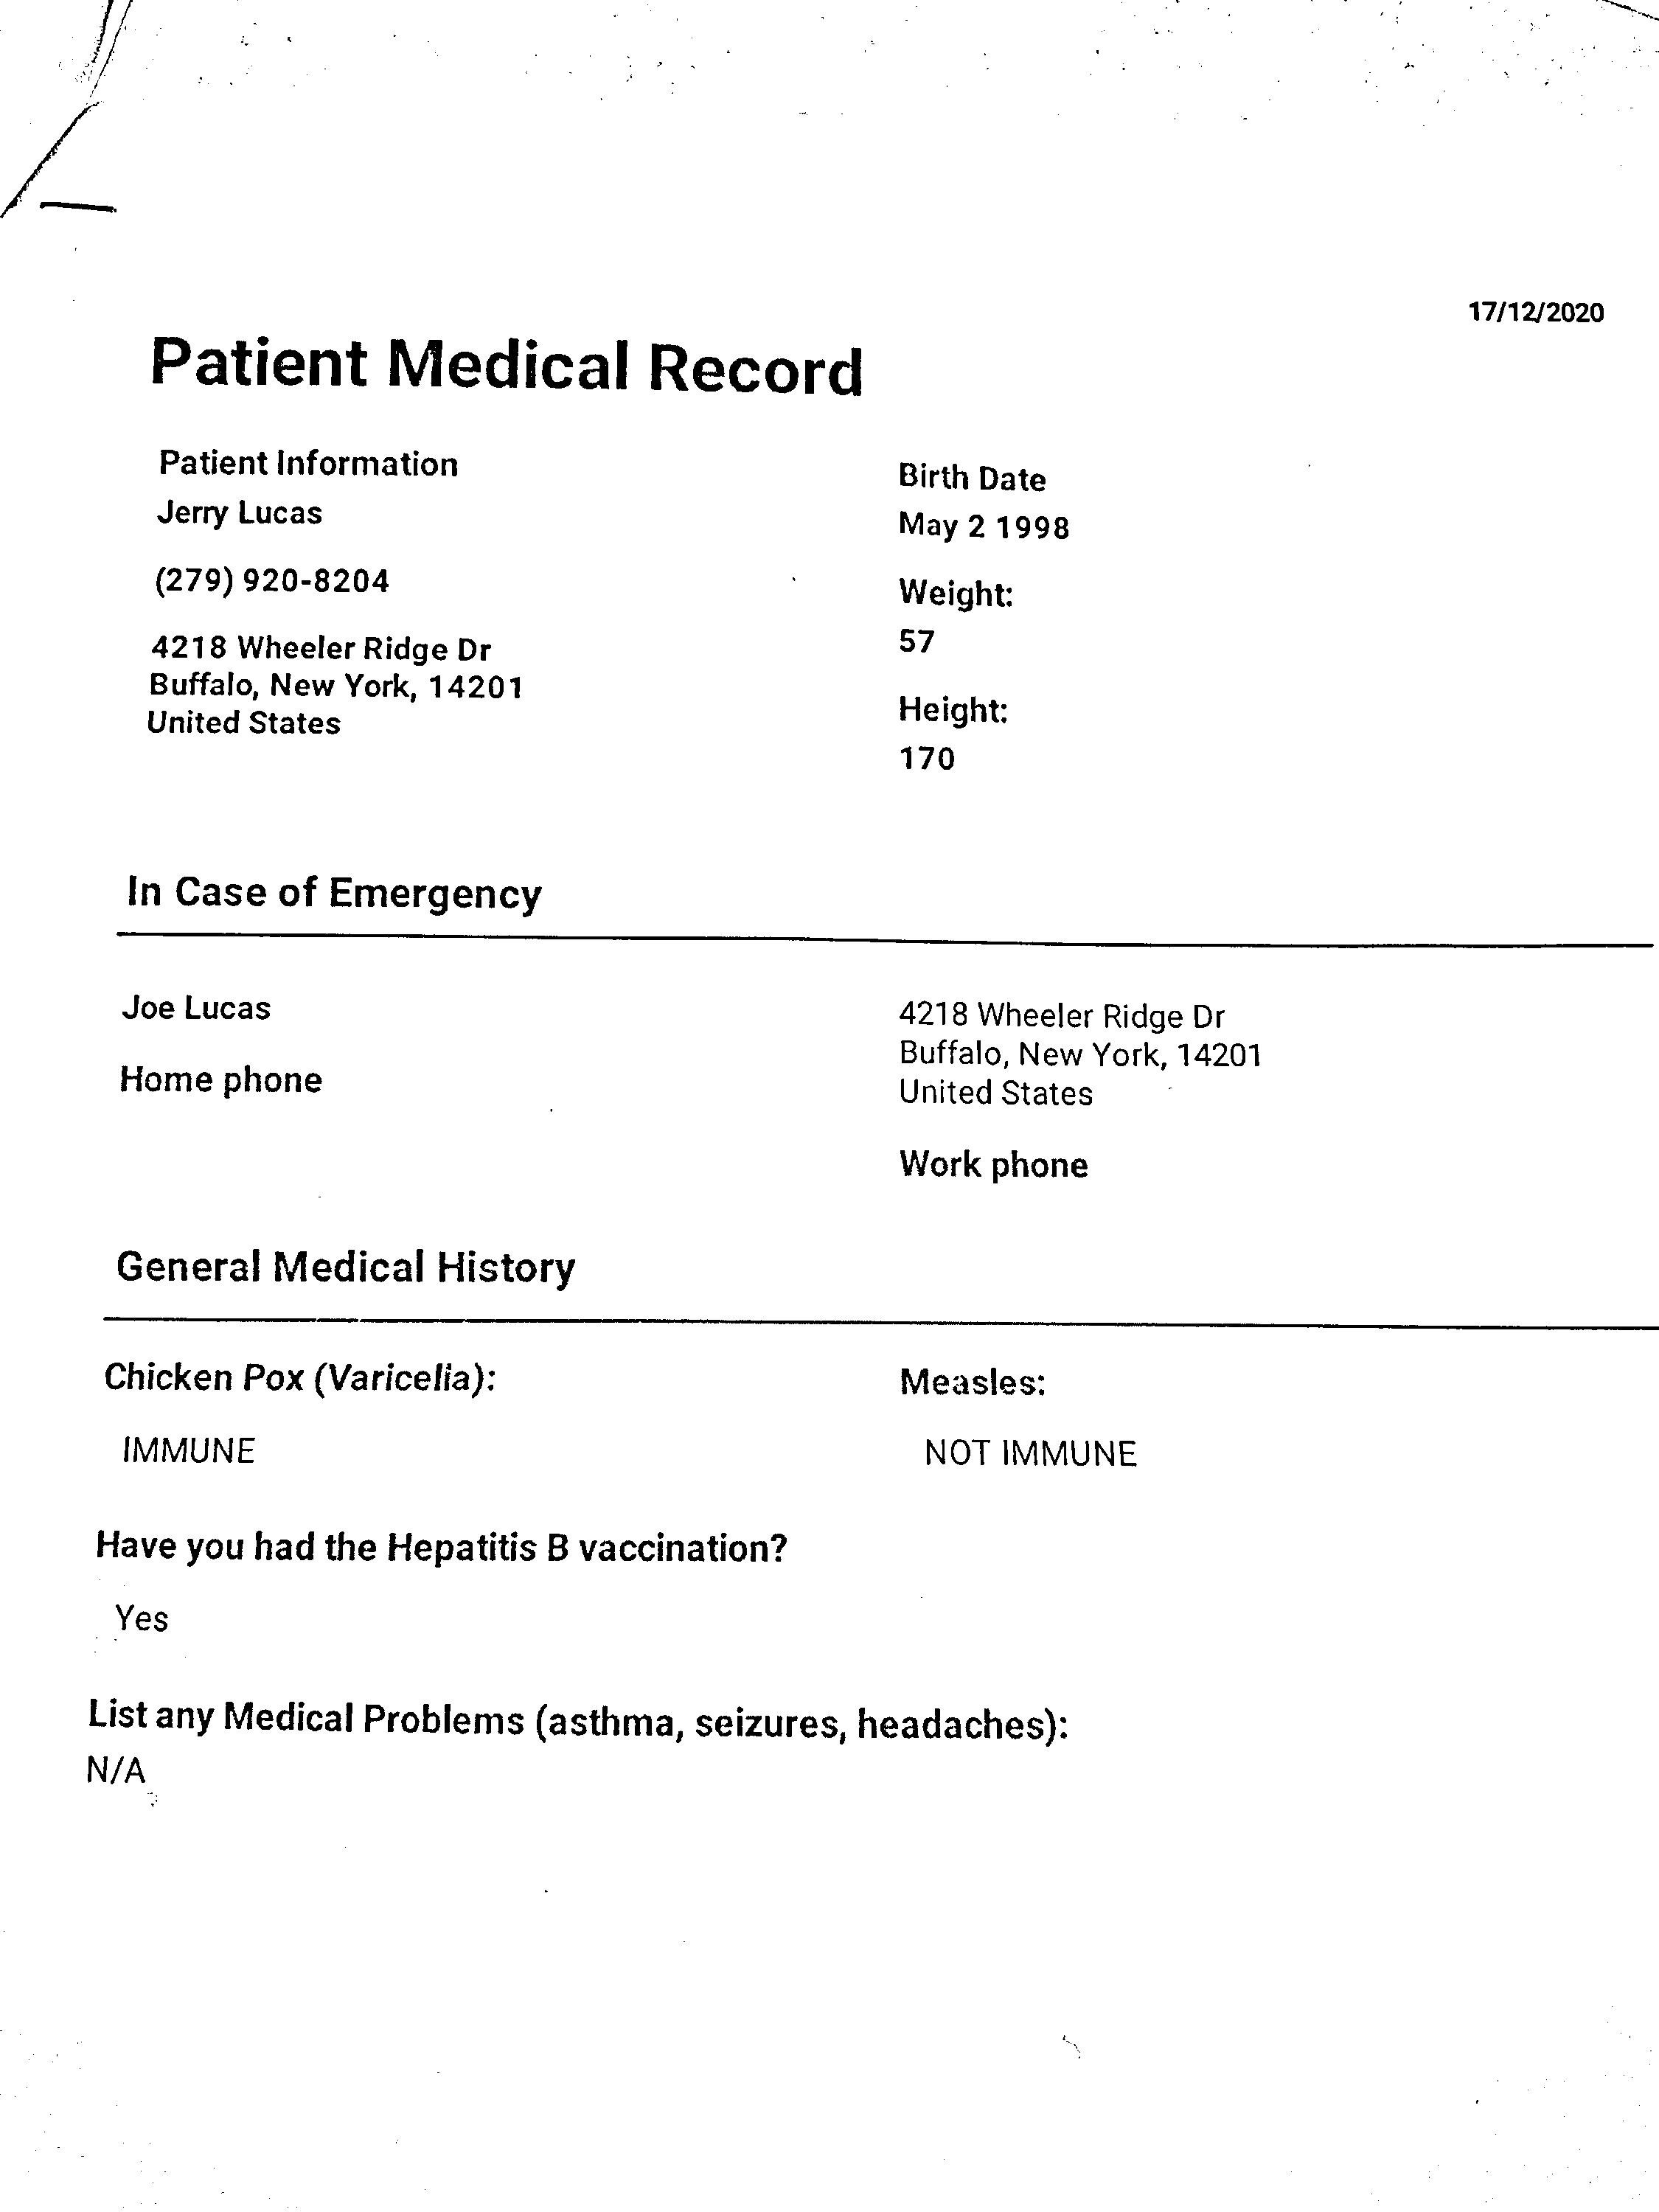 17/12/2020
Patient Medical Record
Patient Information
Jerry Lucas
(279) 920-8204
4218 Wheeler Ridge Dr
Buffalo, New York, 14201
United States
Birth Date
May 2 1998
Weight:
57
Height:
170
In Case of Emergency
Joe Lucas
Home phone
4218 Wheeler Ridge Dr
Buffalo, New York, 14201
United States
Work phone
General Medical History
Chicken Pox (Varicelia):
IMMUNE
Measles:
NOT IMMUNE
Have you had the Hepatitis B vaccination?
Yes
List any Medical Problems (asthma, seizures, headaches):
N/A